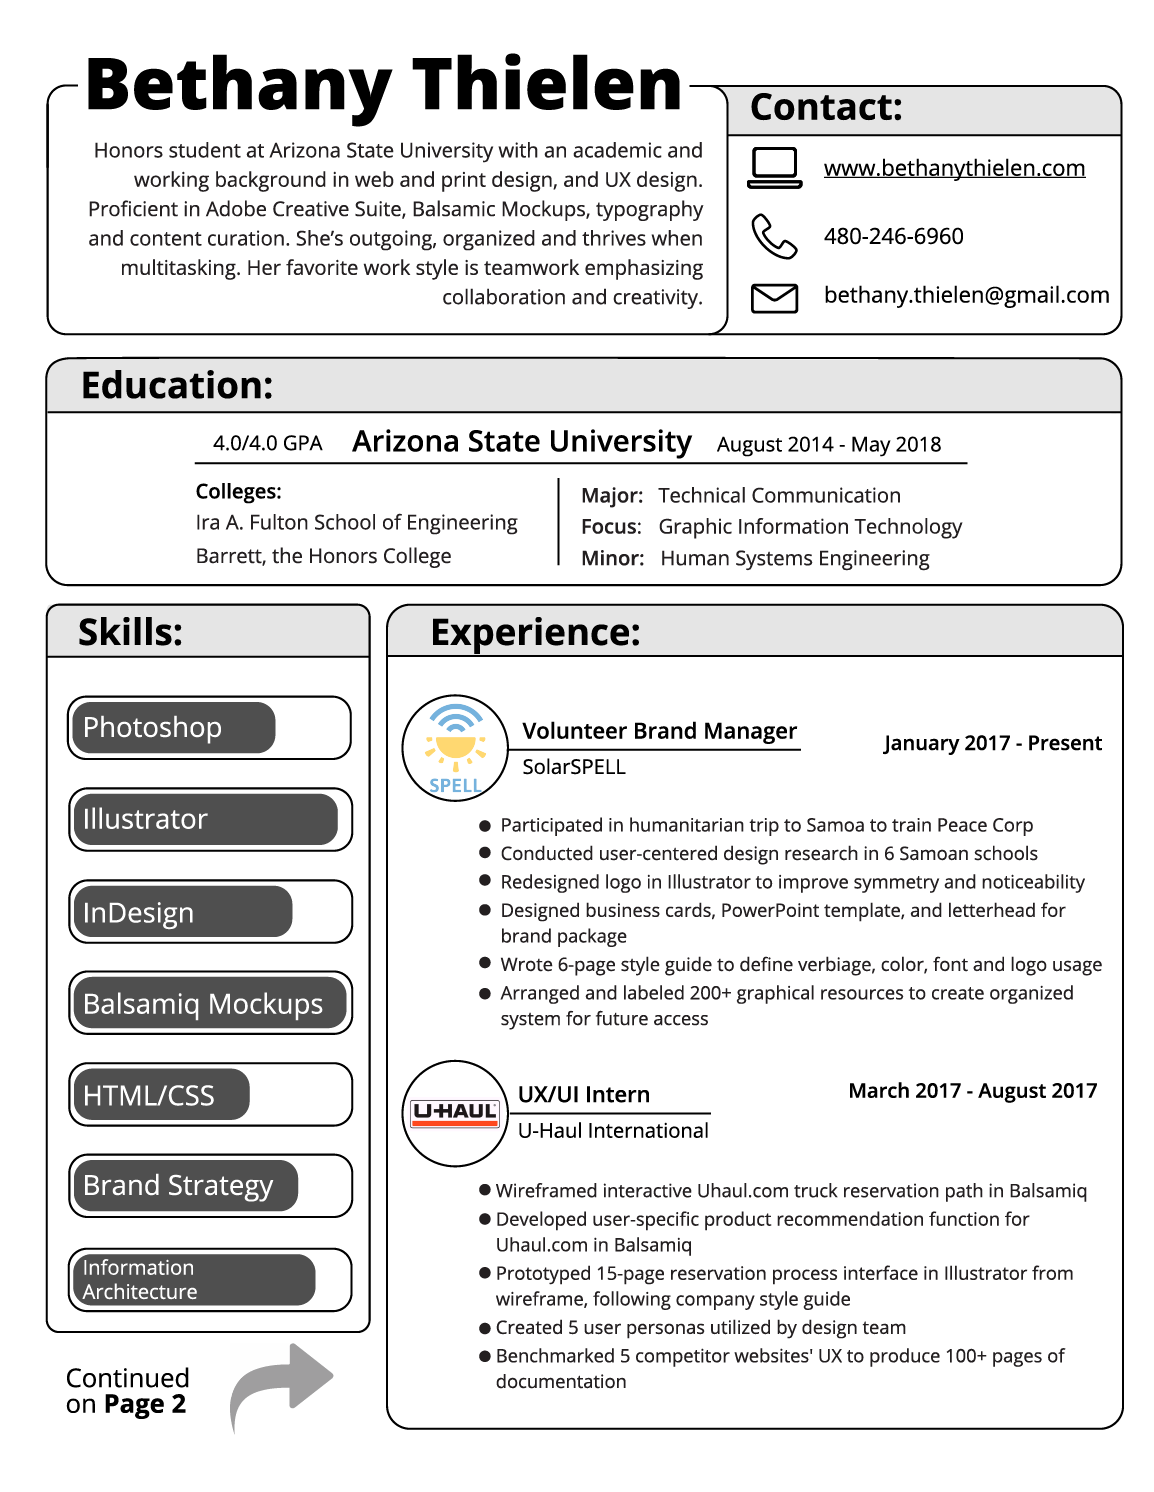 Bethany Thielen
Honors student at Arizona State University with an academic and
working background in web and print design, and UX design.
Proficient in Adobe Creative Suite, Balsamic Mockups, typography
and content curation. She's outgoing, organized and thrives when
multitasking. Her favorite work style is teamwork emphasizing
collaboration and creativity.
Contact:
www.bethanythielen.com
480-246-6960
bethany.thielen@gmail.com
Education:
4.0/4.0 GPA Arizona State University August 2014 - May 2018
Colleges:
Ira A. Fulton School of Engineering
Barrett, the Honors College
Major: Technical Communication
Focus: Graphic Information Technology
Minor: Human Systems Engineering
Skills:
Photoshop
Illustrator
InDesign
Balsamiq Mockups
HTML/CSS
Brand Strategy
Information
Architecture
Continued
on Page 2
Experience:
SPELL
Volunteer Brand Manager
SolarSPELL
January 2017 - Present
● Participated in humanitarian trip to Samoa to train Peace Corp
● Conducted user-centered design research in 6 Samoan schools
● Redesigned logo in Illustrator to improve symmetry and noticeability
● Designed business cards, PowerPoint template, and letterhead for
brand package
● Wrote 6-page style guide to define verbiage, color, font and logo usage
● Arranged and labeled 200+ graphical resources to create organized
system for future access
U-HAUL
UX/UI Intern
U-Haul International
March 2017 - August 2017
● Wireframed interactive Uhaul.com truck reservation path in Balsamiq
● Developed user-specific product recommendation function for
Uhaul.com in Balsamiq
● Prototyped 15-page reservation process interface in Illustrator from
wireframe, following company style guide
● Created 5 user personas utilized by design team
● Benchmarked 5 competitor websites' UX to produce 100+ pages of
documentation